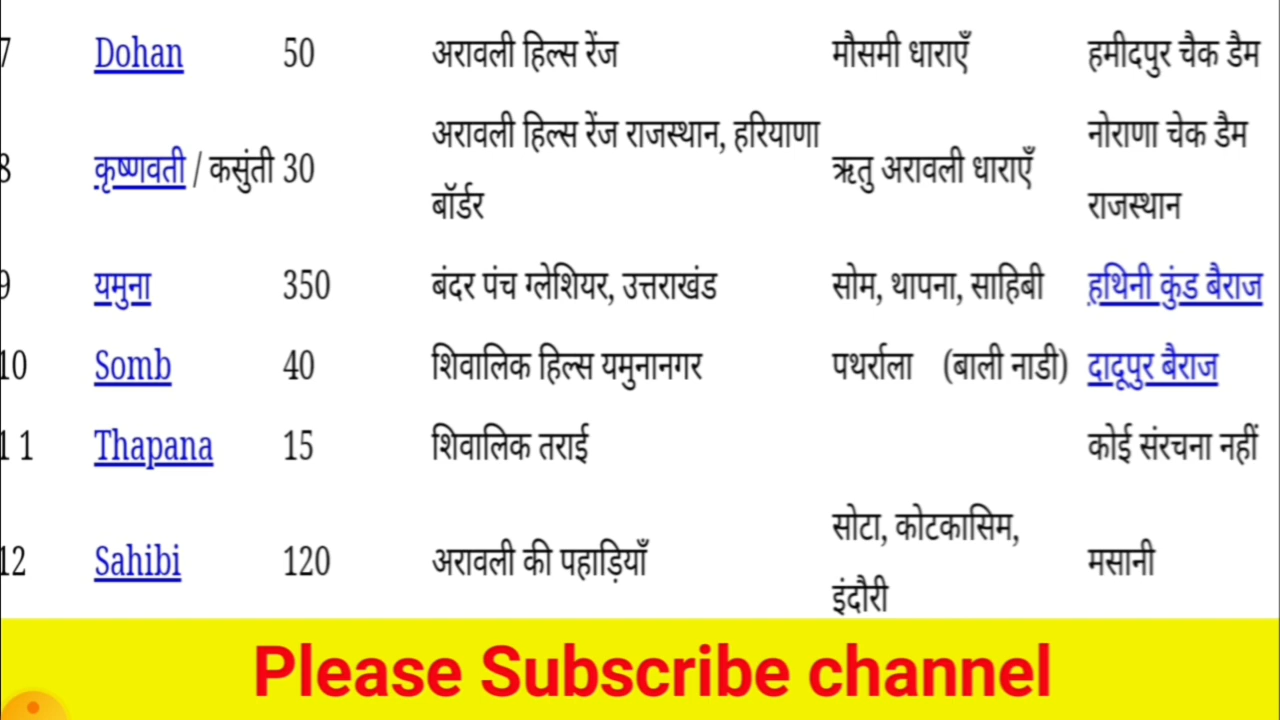 7 Dohan 50 अरावली हिल्स रेंज मौसमी धाराएँ हमीदपुर चैक डैम
8 कृष्णवती / कसुंती 30 अरावली हिल्स रेंज राजस्थान, हरियाणा बॉर्डर ऋतु अरावली धाराएँ नोराणा चेक डैम राजस्थान
9 यमुना 350 बंदर पंच ग्लेशियर, उत्तराखंड सोम, थापना, साहिबी हथिनी कुंड बैराज
10 Somb 40 शिवालिक हिल्स यमुनानगर पथर्राला (बाली नाडी) दादूपुर बैराज
1 1 Thapana 15 शिवालिक तराई कोई संरचना नहीं
12 Sahibi 120 अरावली की पहाड़ियाँ सोटा, कोटकासिम, इंदौरी मसानी
Please Subscribe channel